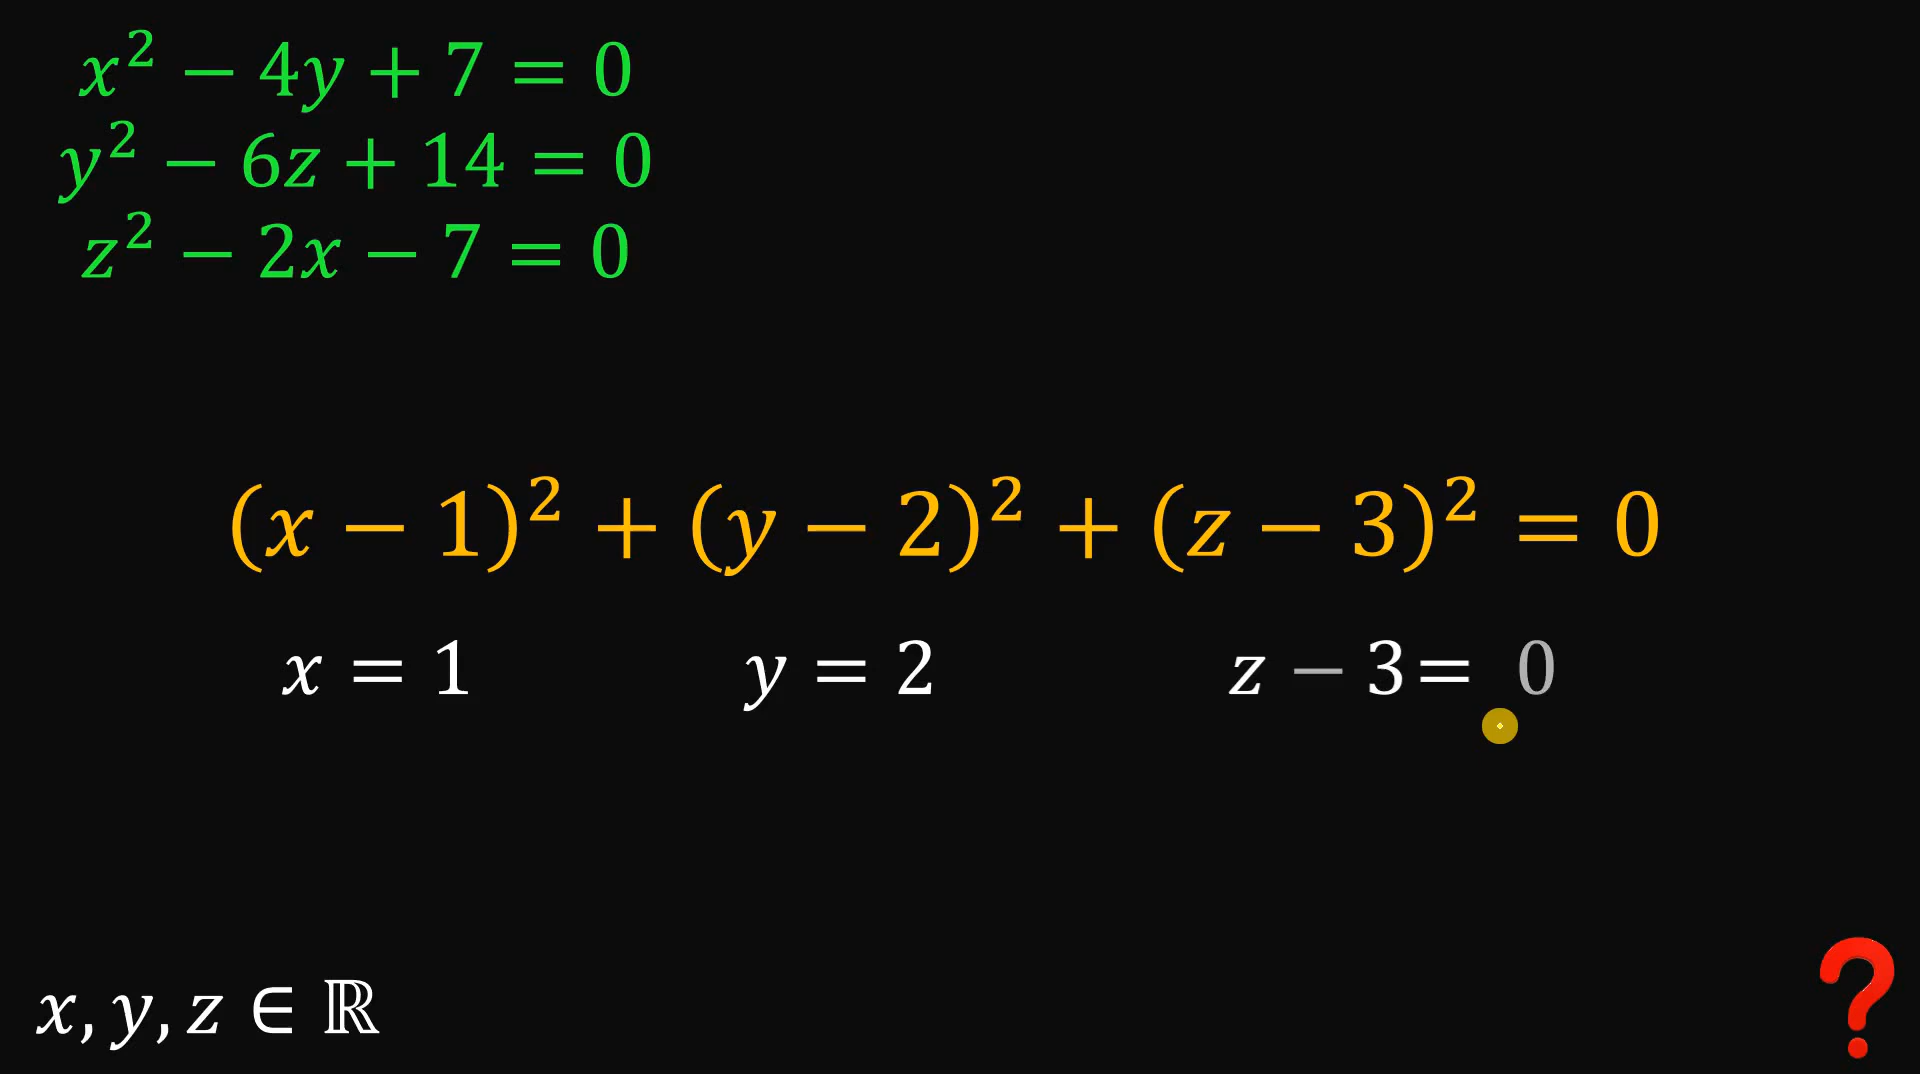 x² − 4y + 7 = 0
y² − 6z + 14 = 0
z² − 2x − 7 = 0
(x − 1)² + (y − 2)² + (z − 3)² = 0
x = 1 y = 2 z − 3 = 0
x, y, z ∈ ℝ